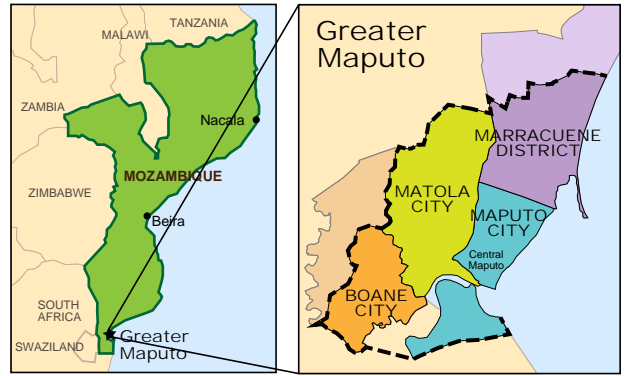 TANZANIA
MALAWI
ZAMBIA
Nacala
MOZAMBIQUE
ZIMBABWE
Beira
SOUTH
AFRICA
SWAZILAND
Greater
Maputo
Greater
Maputo
MARRACUENE
DISTRICT
MATOLA
CITY
MAPUTO
CITY
Central
Maputo
BOANE
CITY